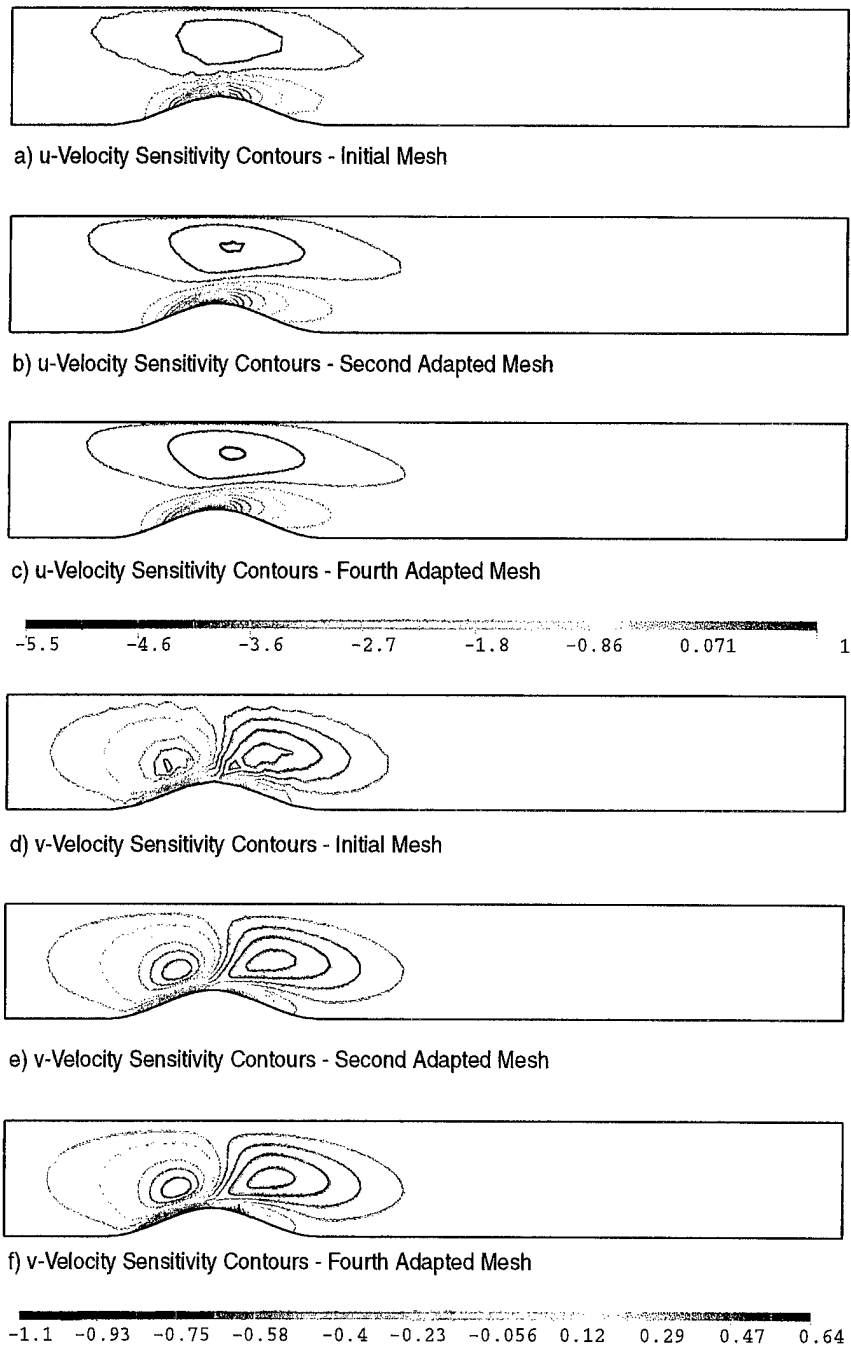 a) u-Velocity Sensitivity Contours - Initial Mesh
b) u-Velocity Sensitivity Contours - Second Adapted Mesh
c) u-Velocity Sensitivity Contours - Fourth Adapted Mesh
-5.5 -4.6 -3.6 -2.7 -1.8 -0.86 0.071 1
d) v-Velocity Sensitivity Contours - Initial Mesh
e) v-Velocity Sensitivity Contours - Second Adapted Mesh
f) v-Velocity Sensitivity Contours - Fourth Adapted Mesh
-1.1 -0.93 -0.75 -0.58 -0.4 -0.23 -0.056 0.12 0.29 0.47 0.64